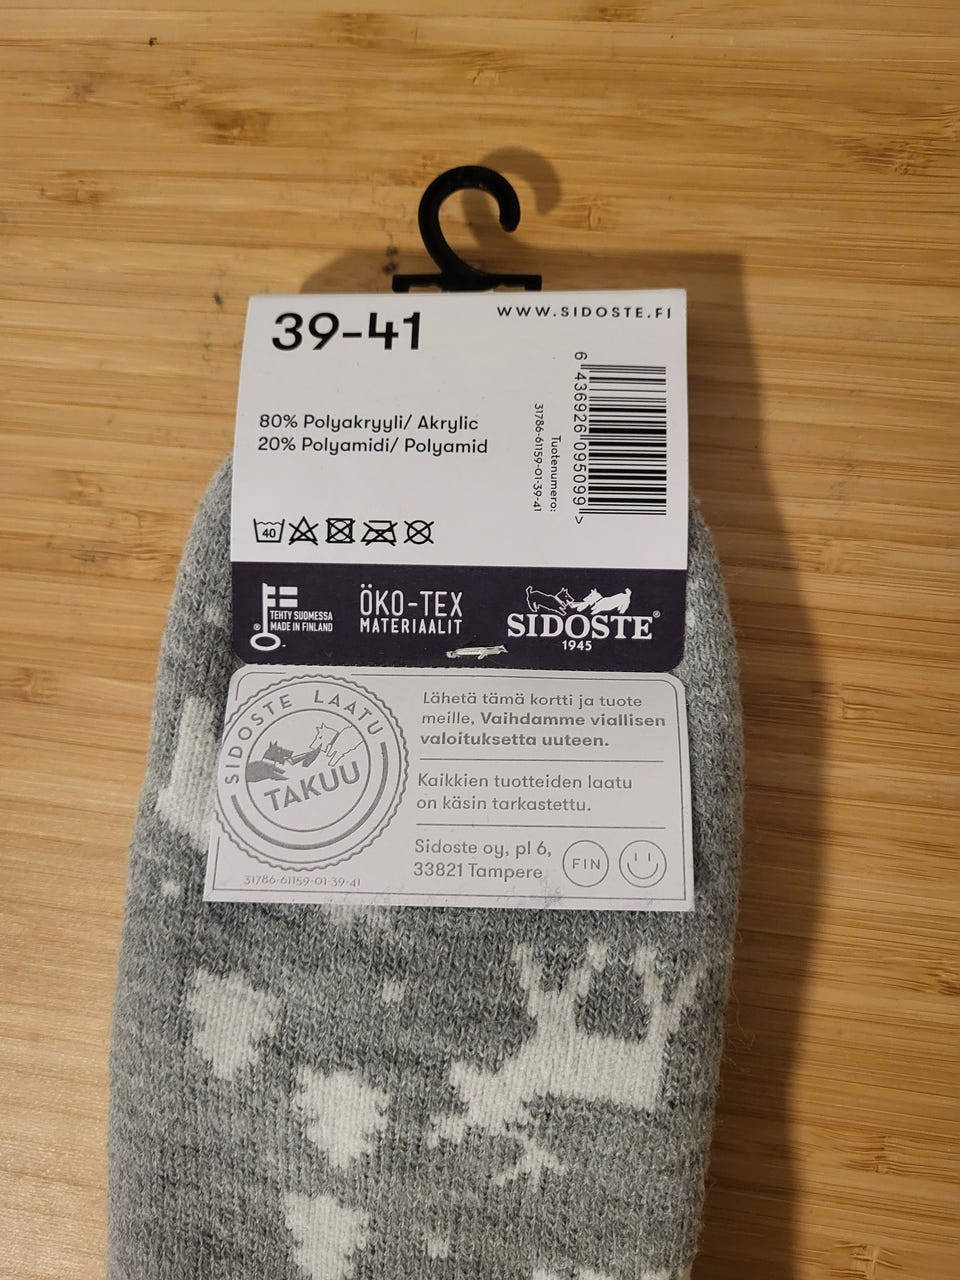 39-41
WWW.SIDOSTE.FI
80% Polyakryyli/ Akrylic
20% Polyamidi/ Polyamid
6 436926 095099 >
Tuotenumero:
31786-61159-01-39-41
40
TEHTY SUOMESSA
® MADE IN FINLAND
ÖKO-TEX
MATERIAALIT
SIDOSTE®
1945
SIDOSTE LAATU
TAKUU
31786-61159-01-39-41
Lähetä tämä kortti ja tuote
meille, Vaihdamme viallisen
valoituksetta uuteen.
Kaikkien tuotteiden laatu
on käsin tarkastettu.
Sidoste oy, pl 6,
33821 Tampere
FIN